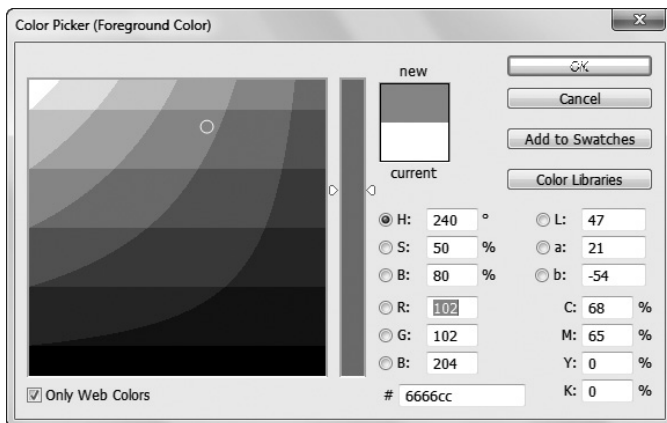 Color Picker (Foreground Color)
new
current
OK
Cancel
Add to Swatches
Color Libraries
H: 240 °
S: 50 %
B: 80 %
R: 102
G: 102
B: 204
# 6666cc
L: 47
a: 21
b: -54
C: 68 %
M: 65 %
Y: 0 %
K: 0 %
Only Web Colors